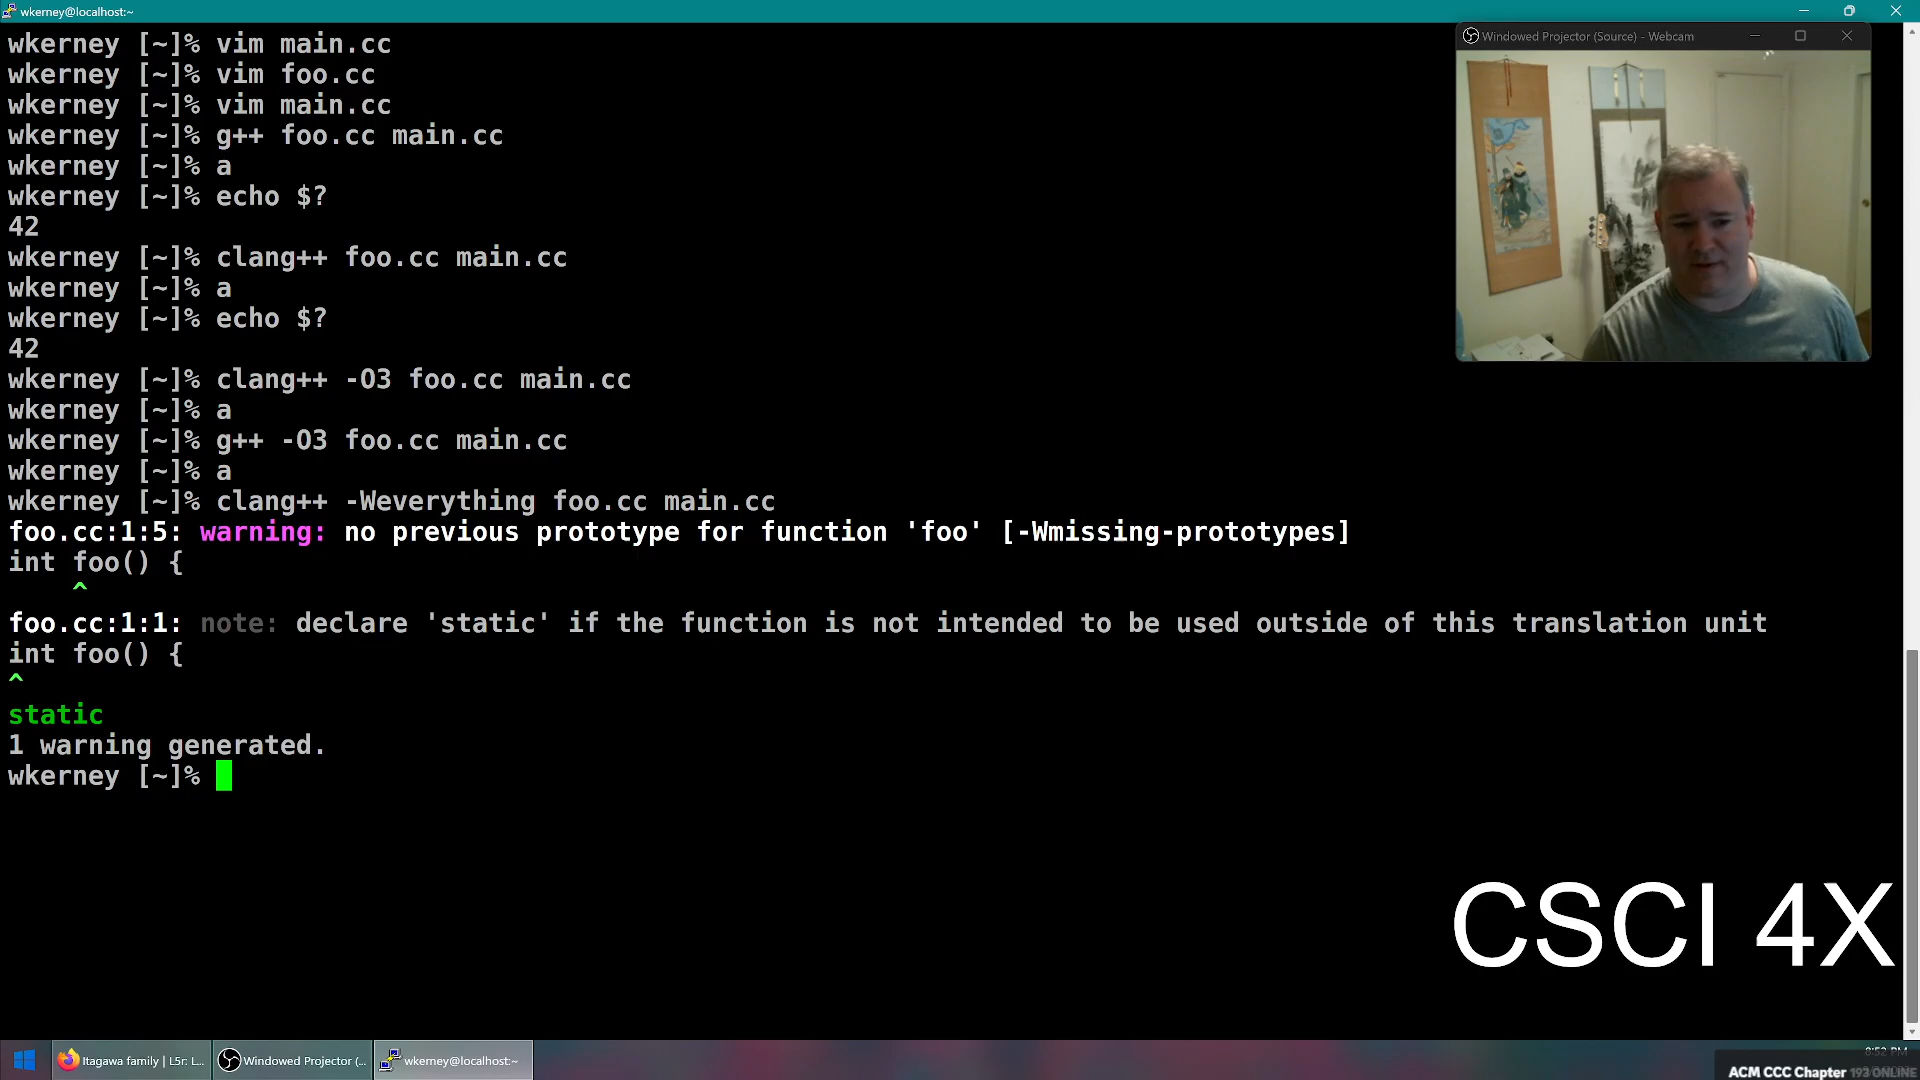 wkerney@localhost:~
wkerney [~]% vim main.cc
wkerney [~]% vim foo.cc
wkerney [~]% vim main.cc
wkerney [~]% g++ foo.cc main.cc
wkerney [~]% a
wkerney [~]% echo $?
42
wkerney [~]% clang++ foo.cc main.cc
wkerney [~]% a
wkerney [~]% echo $?
42
wkerney [~]% clang++ -O3 foo.cc main.cc
wkerney [~]% a
wkerney [~]% g++ -O3 foo.cc main.cc
wkerney [~]% a
wkerney [~]% clang++ -Weverything foo.cc main.cc
foo.cc:1:5: warning: no previous prototype for function 'foo' [-Wmissing-prototypes]
int foo() {
    ^
foo.cc:1:1: note: declare 'static' if the function is not intended to be used outside of this translation unit
int foo() {
^
static
1 warning generated.
wkerney [~]%
Windowed Projector (Source) - Webcam
CSCI 4X
Itagawa family | L5r: L...
Windowed Projector (...
wkerney@localhost:~
8:52 PM
ACM CCC Chapter 193 ONLINE